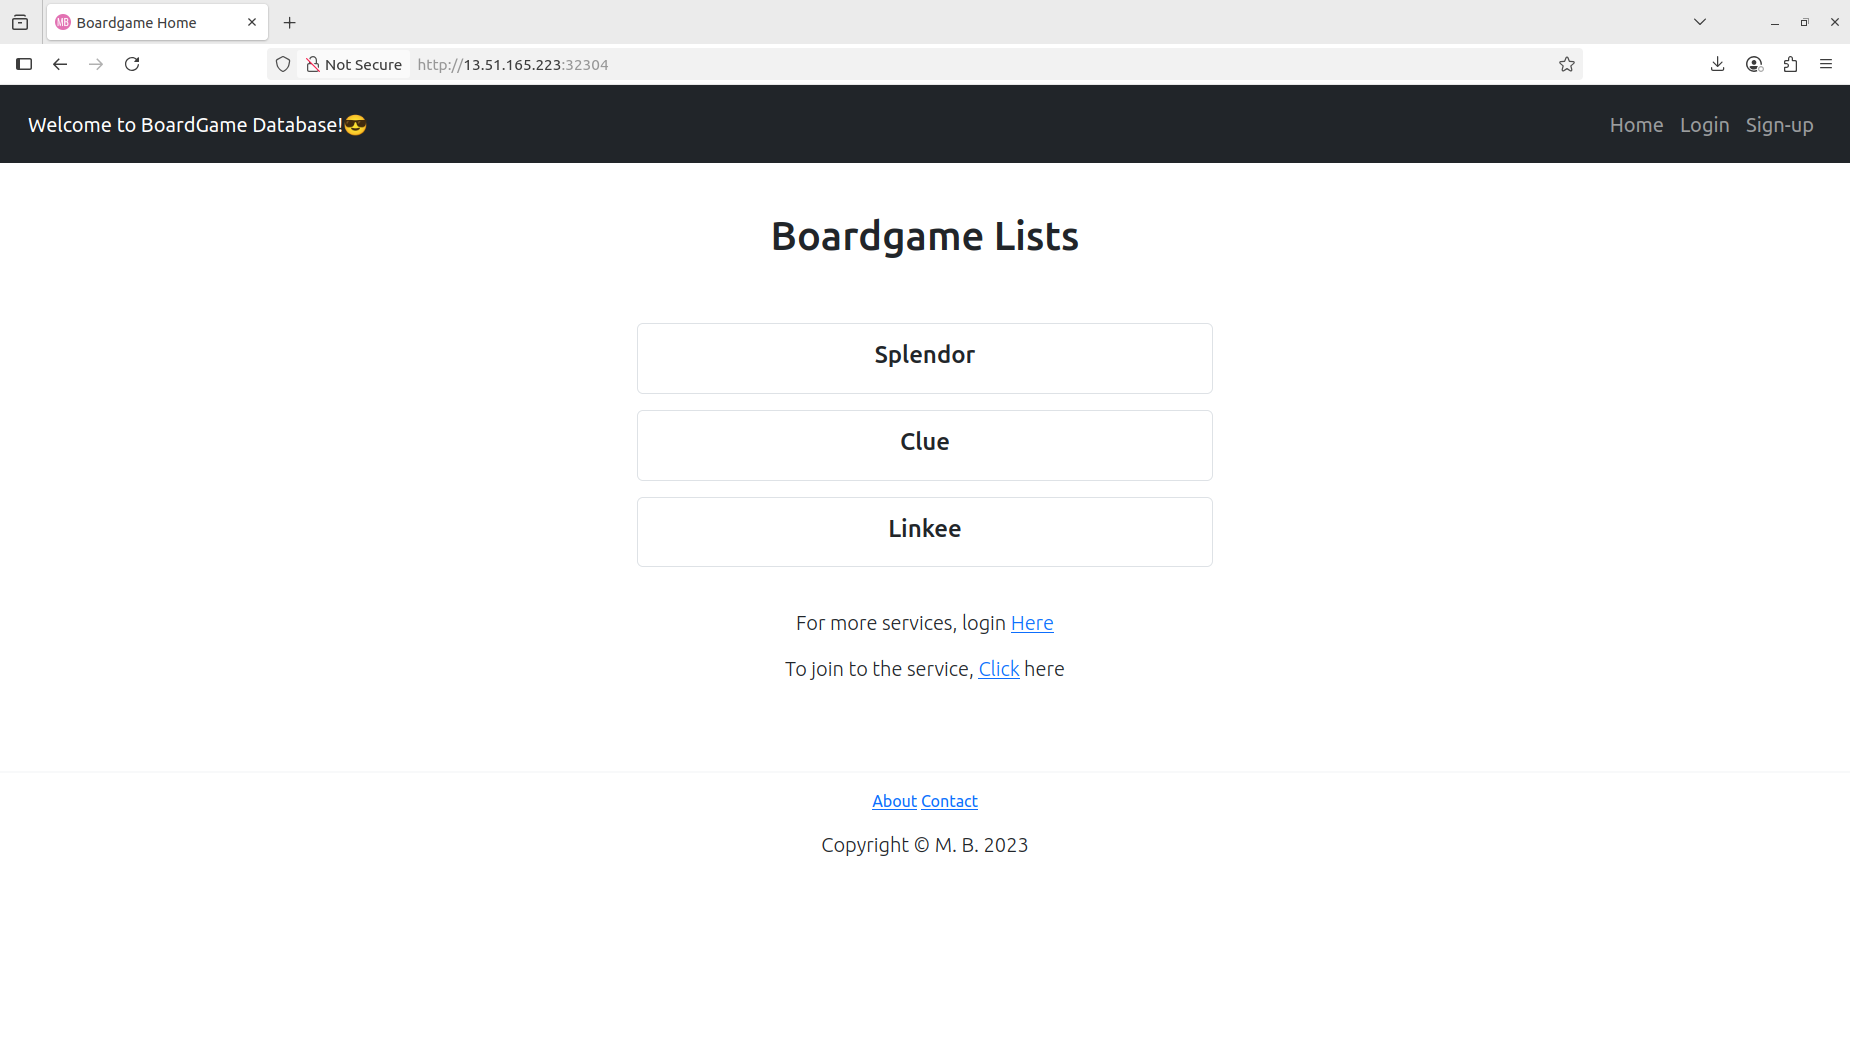 MB Boardgame Home
Not Secure http://13.51.165.223:32304
Welcome to BoardGame Database!😎 Home Login Sign-up
Boardgame Lists
Splendor
Clue
Linkee
For more services, login Here
To join to the service, Click here
About Contact
Copyright © M. B. 2023